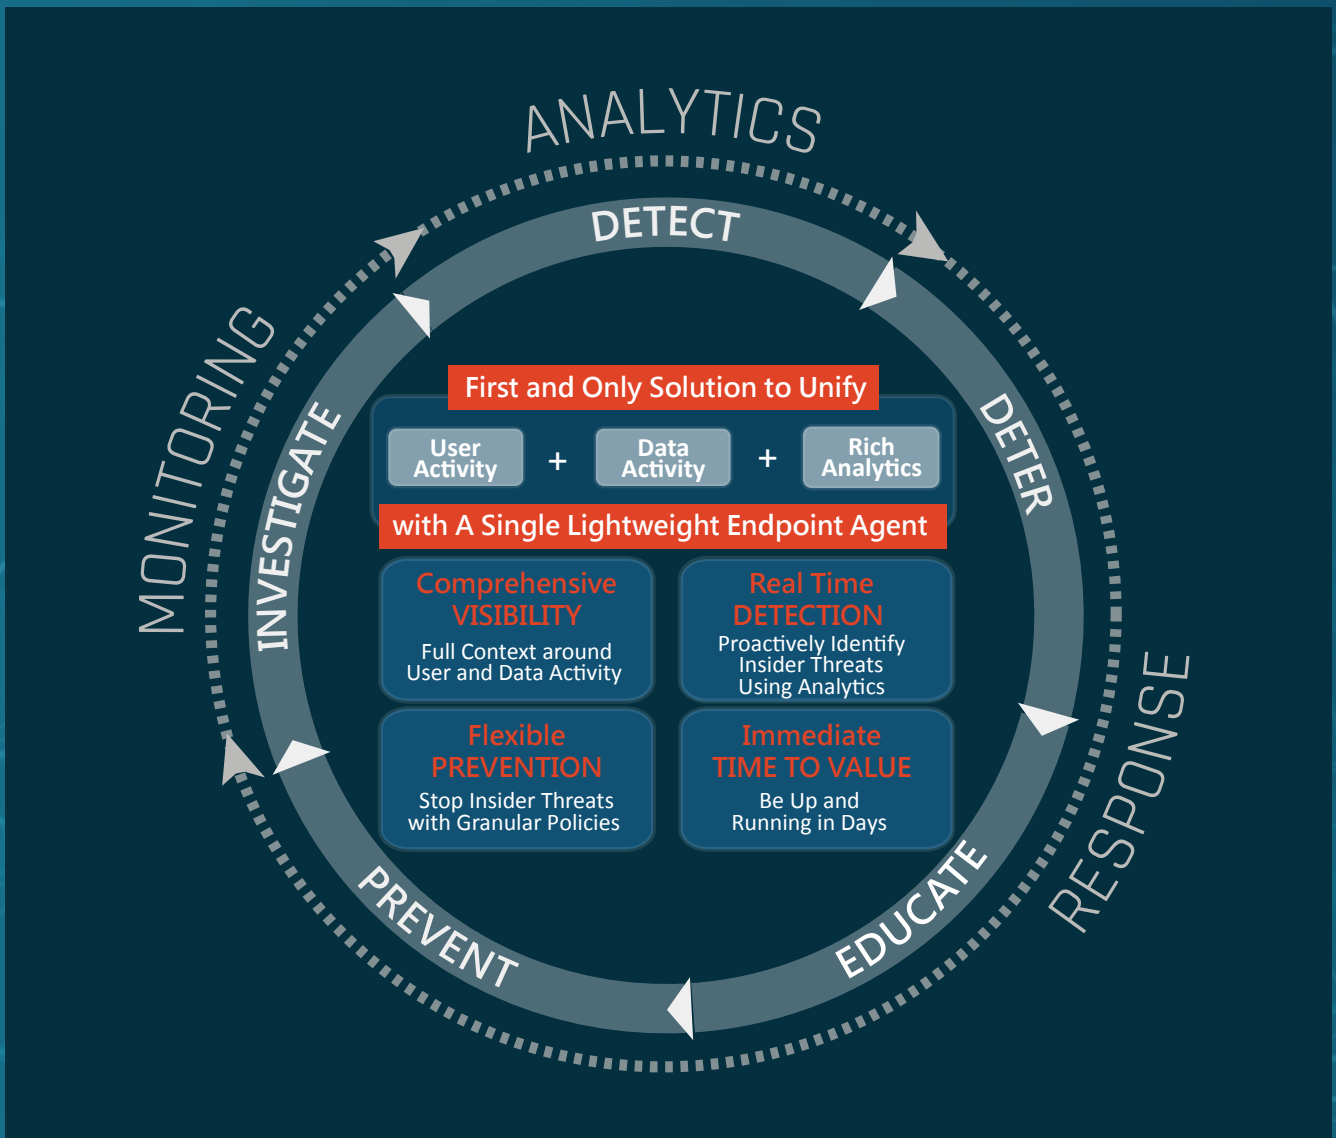 ANALYTICS
DETECT
MONITORING
INVESTIGATE
DETER
First and Only Solution to Unify
User
Activity
+
Data
Activity
+
Rich
Analytics
with A Single Lightweight Endpoint Agent
Comprehensive
VISIBILITY
Full Context around
User and Data Activity
Real Time
DETECTION
Proactively Identify
Insider Threats
Using Analytics
Flexible
PREVENTION
Stop Insider Threats
with Granular Policies
Immediate
TIME TO VALUE
Be Up and
Running in Days
RESPONSE
PREVENT
EDUCATE